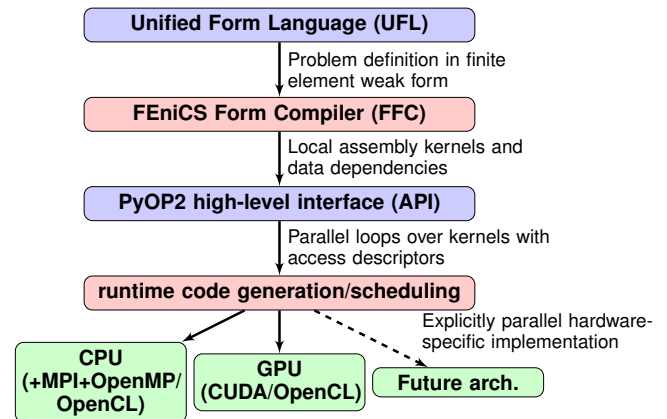 Unified Form Language (UFL)
Problem definition in finite
element weak form
FEniCS Form Compiler (FFC)
Local assembly kernels and
data dependencies
PyOP2 high-level interface (API)
Parallel loops over kernels with
access descriptors
runtime code generation/scheduling
Explicitly parallel hardware-
specific implementation
CPU
(+MPI+OpenMP/
OpenCL)
GPU
(CUDA/OpenCL)
Future arch.